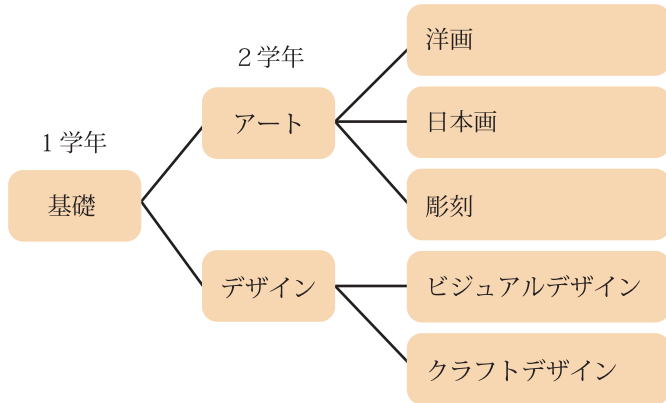 1学年
基礎
2学年
アート
デザイン
洋画
日本画
彫刻
ビジュアルデザイン
クラフトデザイン